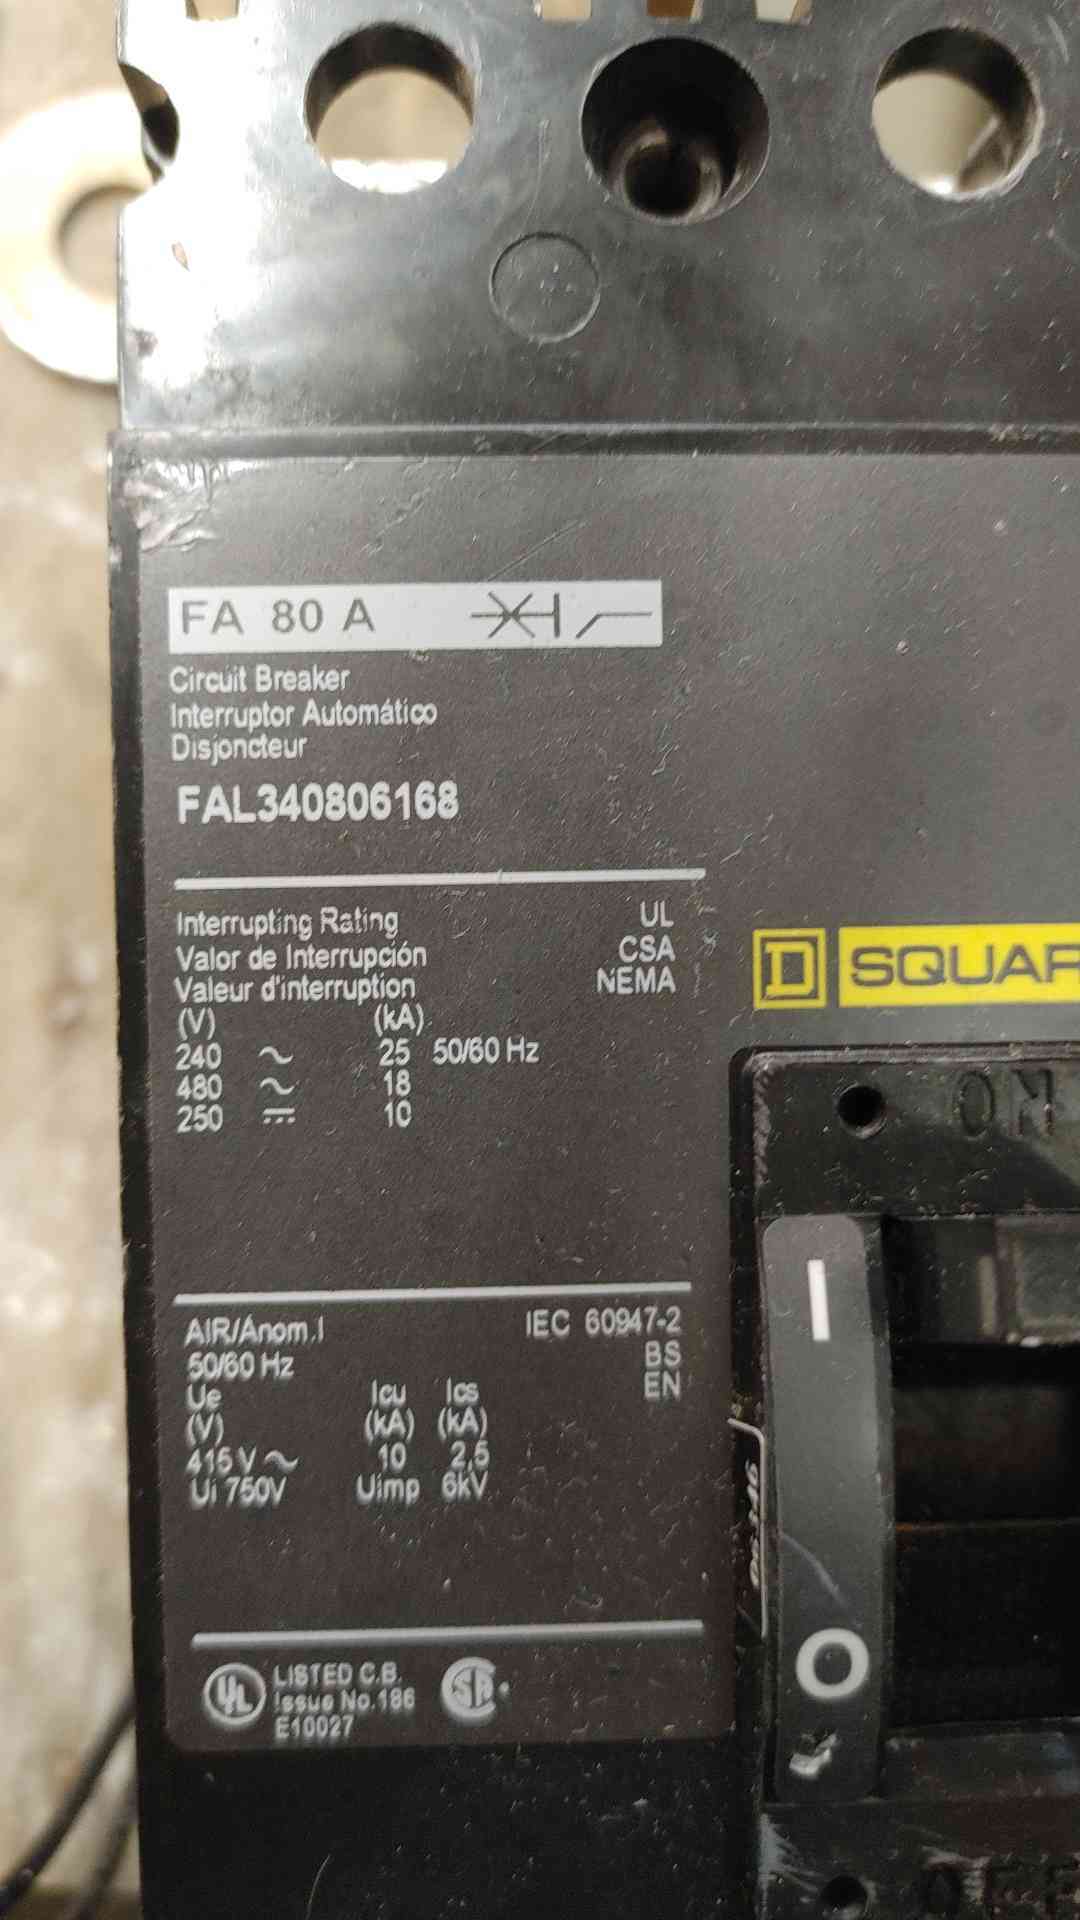 FA 80 A
Circuit Breaker
Interruptor Automático
Disjoncteur
FAL340806168
Interrupting Rating UL
Valor de Interrupción CSA
Valeur d'interruption NEMA
(V) (kA)
240 25 50/60 Hz
480 18
250 10
D SQUAR
AIR/Anom.I IEC 60947-2
50/60 Hz BS
Ue Icu Ics EN
(V) (kA) (kA)
415 V 10 2,5
Ui 750V Uimp 6kV
I
O
UL LISTED C.B.
Issue No.186
E10027
OFF